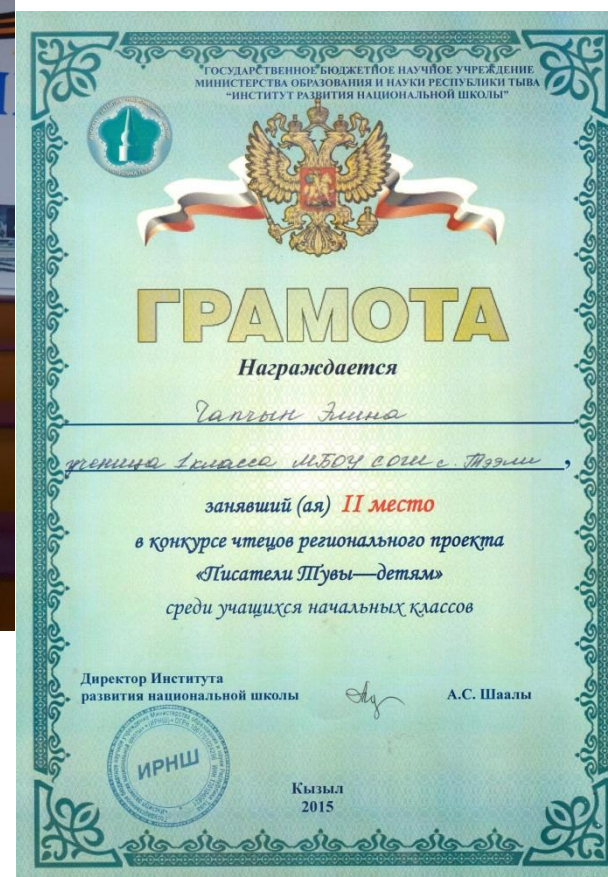 "ГОСУДАРСТВЕННОЕ БЮДЖЕТНОЕ НАУЧНОЕ УЧРЕЖДЕНИЕ
МИНИСТЕРСТВА ОБРАЗОВАНИЯ И НАУКИ РЕСПУБЛИКИ ТЫВА
"ИНСТИТУТ РАЗВИТИЯ НАЦИОНАЛЬНОЙ ШКОЛЫ"
ГРАМОТА
Награждается
Чапчын Элина
ученица 1 класса МБОУ СОШ с. Тээли,
занявший (ая) II место
в конкурсе чтецов регионального проекта
«Писатели Тувы—детям»
среди учащихся начальных классов
Директор Института
развития национальной школы А.С. Шаалы
ИРНШ
Кызыл
2015